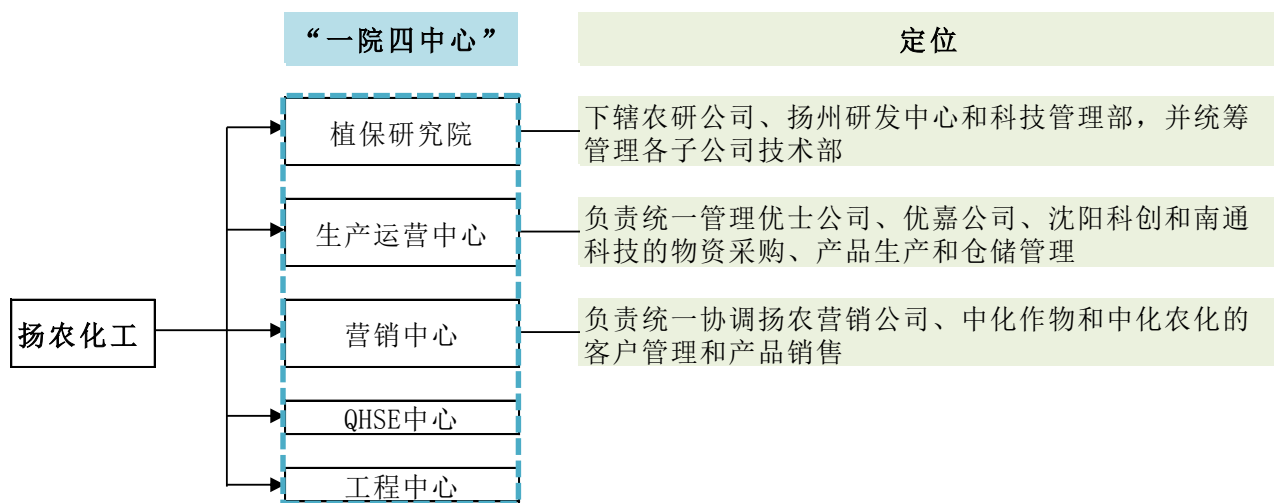 “一院四中心”
定位
植保研究院
下辖农研公司、扬州研发中心和科技管理部，并统筹
管理各子公司技术部
生产运营中心
负责统一管理优士公司、优嘉公司、沈阳科创和南通
科技的物资采购、产品生产和仓储管理
扬农化工
营销中心
负责统一协调扬农营销公司、中化作物和中化农化的
客户管理和产品销售
QHSE中心
工程中心